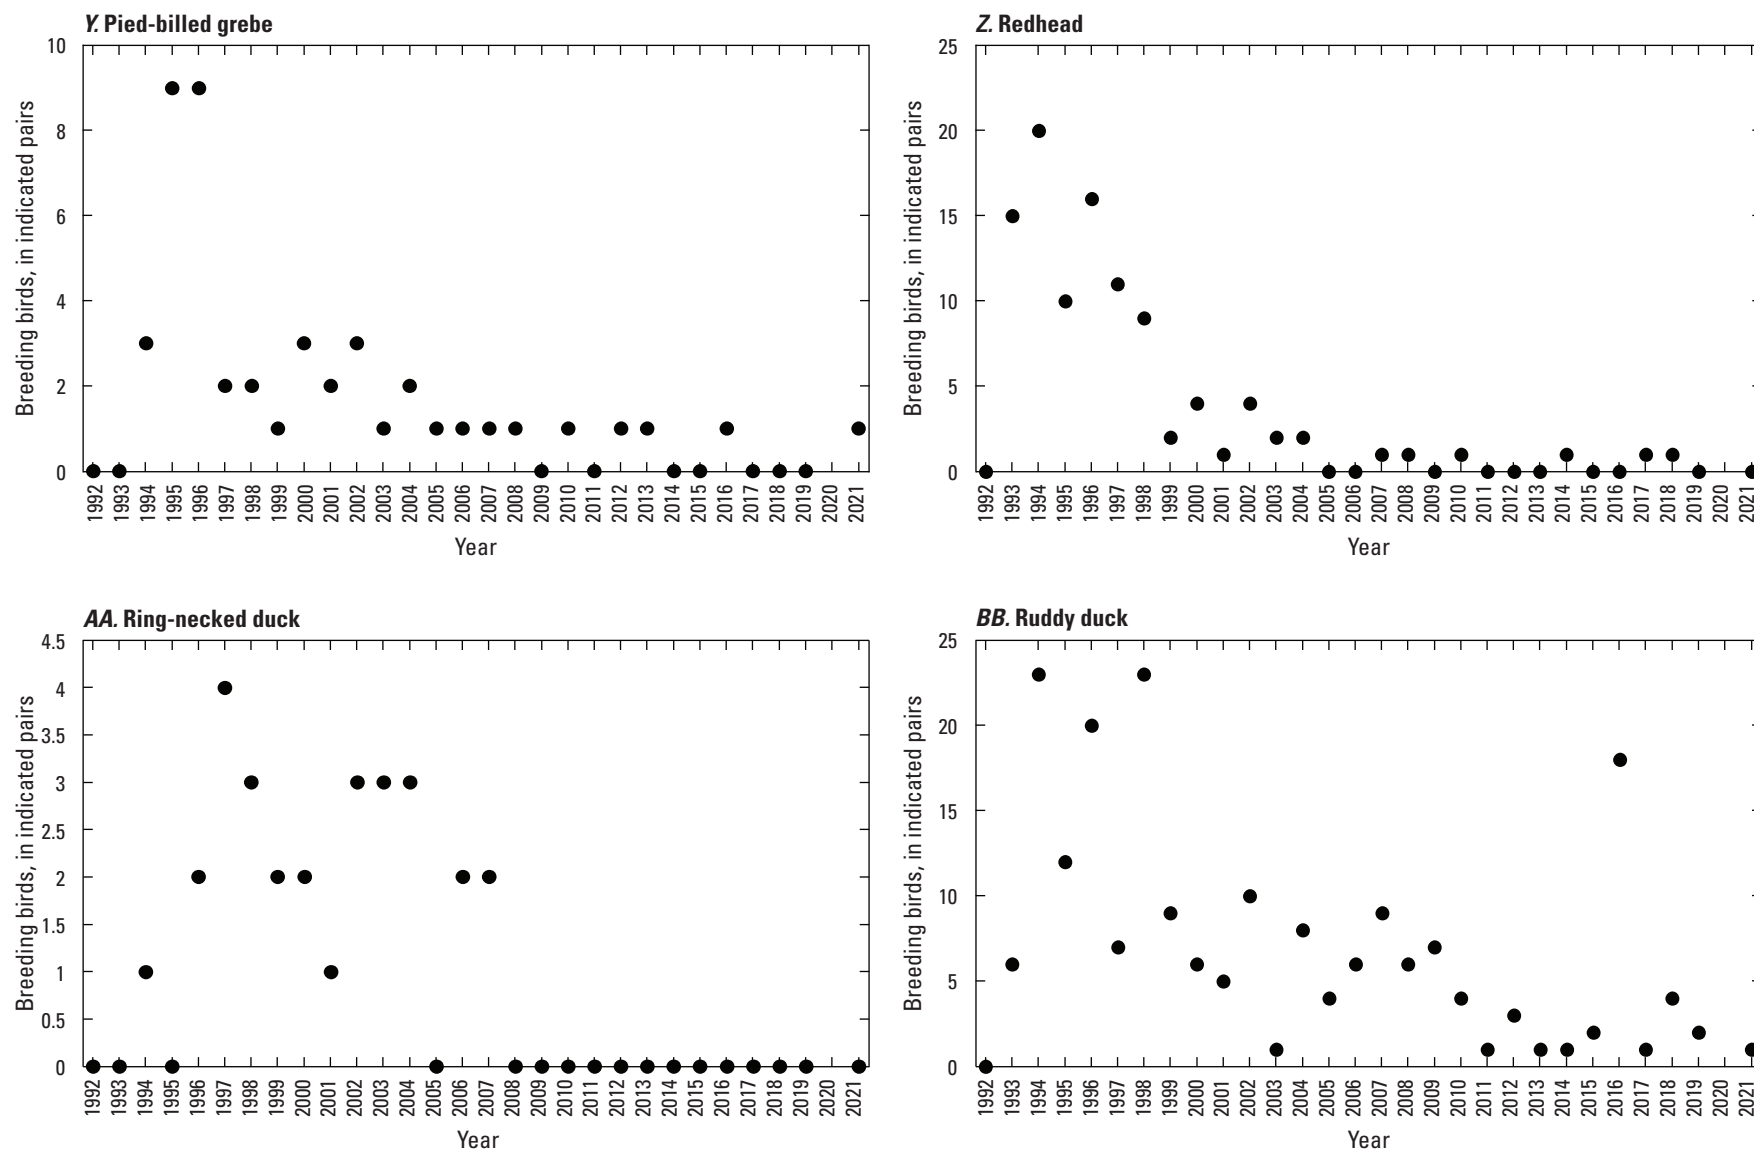 Y. Pied-billed grebe
Breeding birds, in indicated pairs
10
8
6
4
2
0
1992 1993 1994 1995 1996 1997 1998 1999 2000 2001 2002 2003 2004 2005 2006 2007 2008 2009 2010 2011 2012 2013 2014 2015 2016 2017 2018 2019 2020 2021
Year
Z. Redhead
Breeding birds, in indicated pairs
25
20
15
10
5
0
1992 1993 1994 1995 1996 1997 1998 1999 2000 2001 2002 2003 2004 2005 2006 2007 2008 2009 2010 2011 2012 2013 2014 2015 2016 2017 2018 2019 2020 2021
Year
AA. Ring-necked duck
Breeding birds, in indicated pairs
4.5
4
3.5
3
2.5
2
1.5
1
0.5
0
1992 1993 1994 1995 1996 1997 1998 1999 2000 2001 2002 2003 2004 2005 2006 2007 2008 2009 2010 2011 2012 2013 2014 2015 2016 2017 2018 2019 2020 2021
Year
BB. Ruddy duck
Breeding birds, in indicated pairs
25
20
15
10
5
0
1992 1993 1994 1995 1996 1997 1998 1999 2000 2001 2002 2003 2004 2005 2006 2007 2008 2009 2010 2011 2012 2013 2014 2015 2016 2017 2018 2019 2020 2021
Year